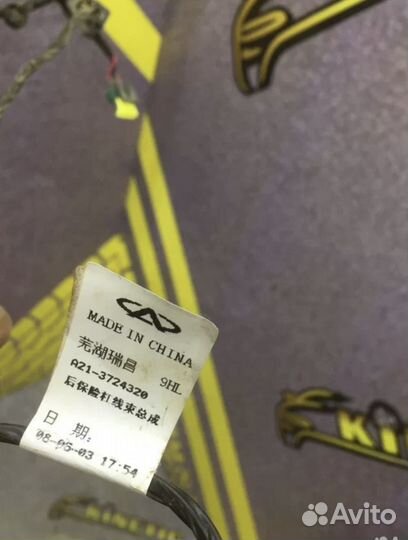 MADE IN CHINA
芜湖瑞昌 9HL
A21-3724320
后保险杠线束总成
日 期:
08-05-03 17:54
Avito